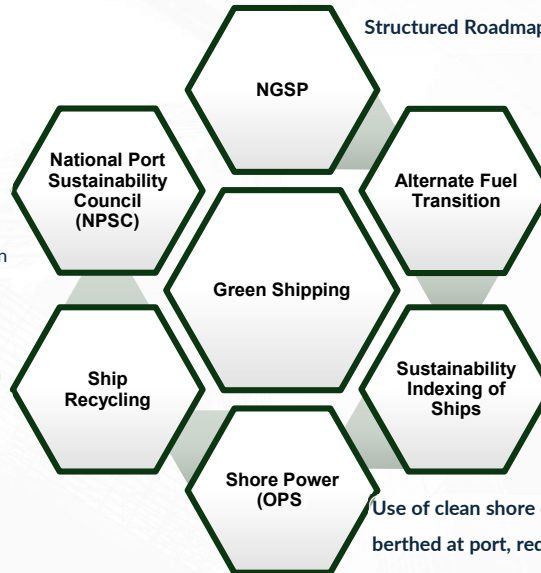 Structured Roadmap
NGSP
National Port
Sustainability
Council
(NPSC)
Alternate Fuel
Transition
Green Shipping
Ship
Recycling
Sustainability
Indexing of
Ships
Shore Power
(OPS
Use of clean shore
berthed at port,